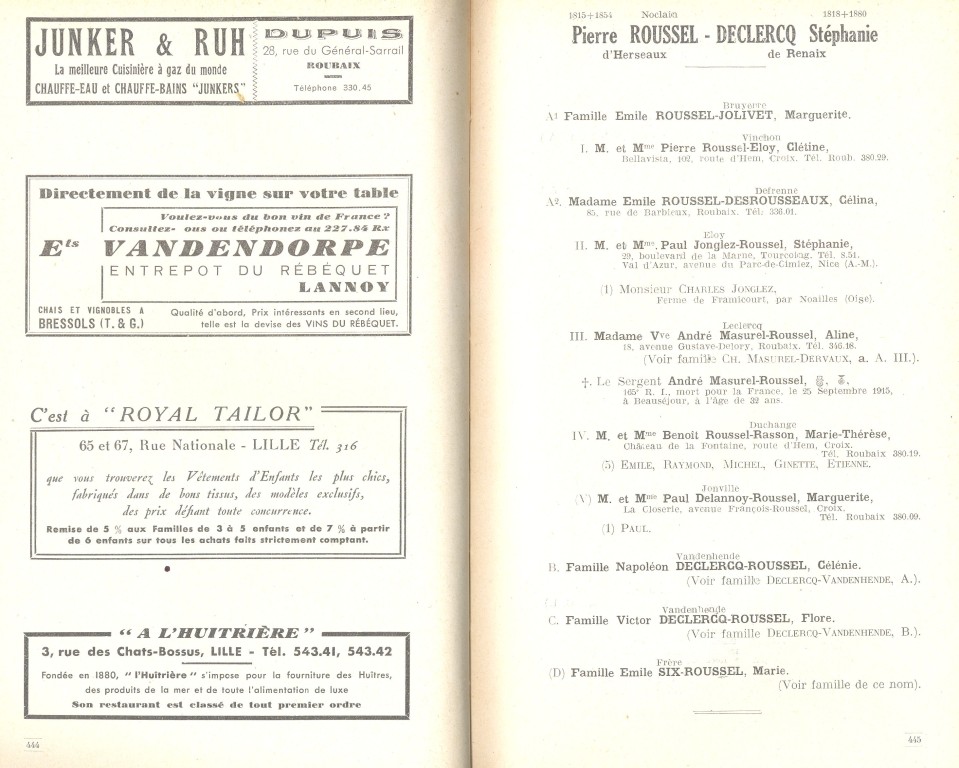 JUNKER & RUH
La meilleure Cuisinière à gaz du monde
CHAUFFE-EAU et CHAUFFE-BAINS "JUNKERS"
DUPUIS
28, rue du Général-Sarrail
ROUBAIX
Téléphone 330.45
Directement de la vigne sur votre table
Voulez-vous du bon vin de France ?
Consultez- ous ou téléphonez au 227.84 Rx
Ets VANDENDORPE
ENTREPOT DU RÉBÉQUET
LANNOY
CHAIS ET VIGNOBLES A
BRESSOLS (T. & G.)
Qualité d'abord, Prix intéressants en second lieu,
telle est la devise des VINS DU RÉBÉQUET.
C'est à "ROYAL TAILOR"
65 et 67, Rue Nationale - LILLE Tél. 316
que vous trouverez les Vêtements d'Enfants les plus chics,
fabriqués dans de bons tissus, des modèles exclusifs,
des prix défiant toute concurrence.
Remise de 5 % aux Familles de 3 à 5 enfants et de 7 % à partir
de 6 enfants sur tous les achats faits strictement comptant.
"A L'HUITRIÈRE"
3, rue des Chats-Bossus, LILLE - Tél. 543.41, 543.42
Fondée en 1880, "l'Huitrière" s'impose pour la fourniture des Huîtres,
des produits de la mer et de toute l'alimentation de luxe
Son restaurant est classé de tout premier ordre
444
1815+1854 Noclain 1818+1880
Pierre ROUSSEL - DECLERCQ Stéphanie
d'Herseaux de Renaix
Bruyerre
A1 Famille Emile ROUSSEL-JOLIVET, Marguerite.
Vinchon
I. M. et Mme Pierre Roussel-Eloy, Clétine,
Bellavista, 102, route d'Hem, Croix. Tél. Roub. 380.29.
Defrenne
A2. Madame Emile ROUSSEL-DESROUSSEAUX, Célina,
85, rue de Barbieux, Roubaix. Tél. 336.01.
Eloy
II. M. et Mme. Paul Jonglez-Roussel, Stéphanie,
29, boulevard de la Marne, Tourcoing. Tél. 8.51.
Val d'Azur, avenue du Parc-de-Cimiez, Nice (A.-M.).
(1) Monsieur CHARLES JONGLEZ,
Ferme de Framicourt, par Noailles (Oise).
Leclercq
III. Madame Vve André Masurel-Roussel, Aline,
18, avenue Gustave-Delory, Roubaix. Tél. 346.18.
(Voir famille CH. MASUREL-DERVAUX, a. A. III.).
†. Le Sergent André Masurel-Roussel,
165e R. I., mort pour la France, le 25 Septembre 1915,
à Beauséjour, à l'âge de 32 ans.
Duchange
IV. M. et Mme Benoît Roussel-Rasson, Marie-Thérèse,
Château de la Fontaine, route d'Hem, Croix.
Tél. Roubaix 380.19.
(5) EMILE, RAYMOND, MICHEL, GINETTE, ETIENNE.
Jonville
(V) M. et Mme Paul Delannoy-Roussel, Marguerite,
La Closerie, avenue François-Roussel, Croix.
Tél. Roubaix 380.09.
(1) PAUL.
Vandenhende
B. Famille Napoléon DECLERCQ-ROUSSEL, Célénie.
(Voir famille DECLERCQ-VANDENHENDE, A.).
Vandenhende
C. Famille Victor DECLERCQ-ROUSSEL, Flore.
(Voir famille DECLERCQ-VANDENHENDE, B.).
Frère
(D) Famille Emile SIX-ROUSSEL, Marie.
(Voir famille de ce nom).
445